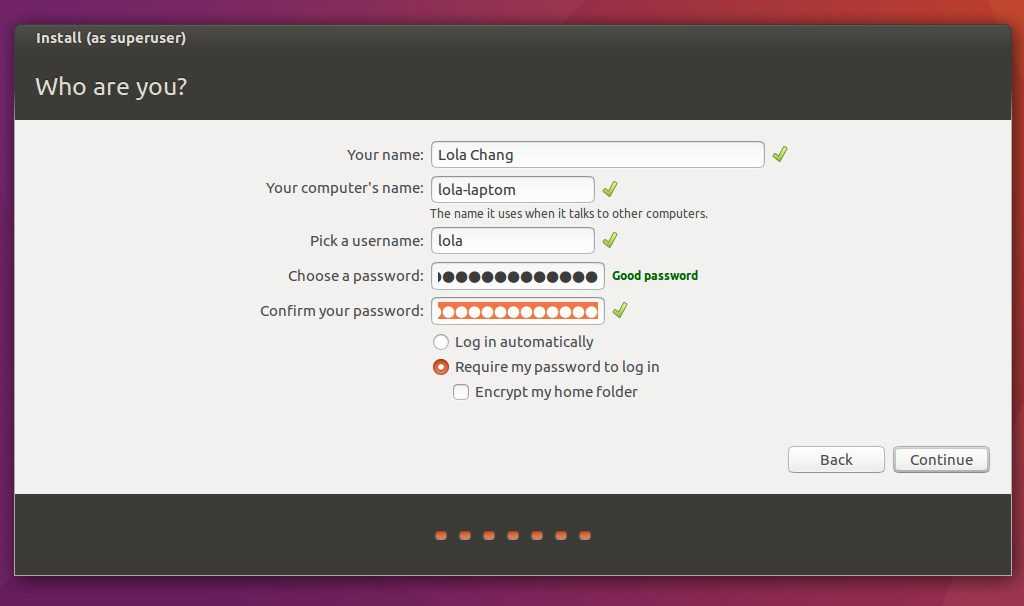 Install (as superuser)
Who are you?
Your name: Lola Chang
Your computer's name: lola-laptom
The name it uses when it talks to other computers.
Pick a username: lola
Choose a password: Good password
Confirm your password:
Log in automatically
Require my password to log in
Encrypt my home folder
Back Continue